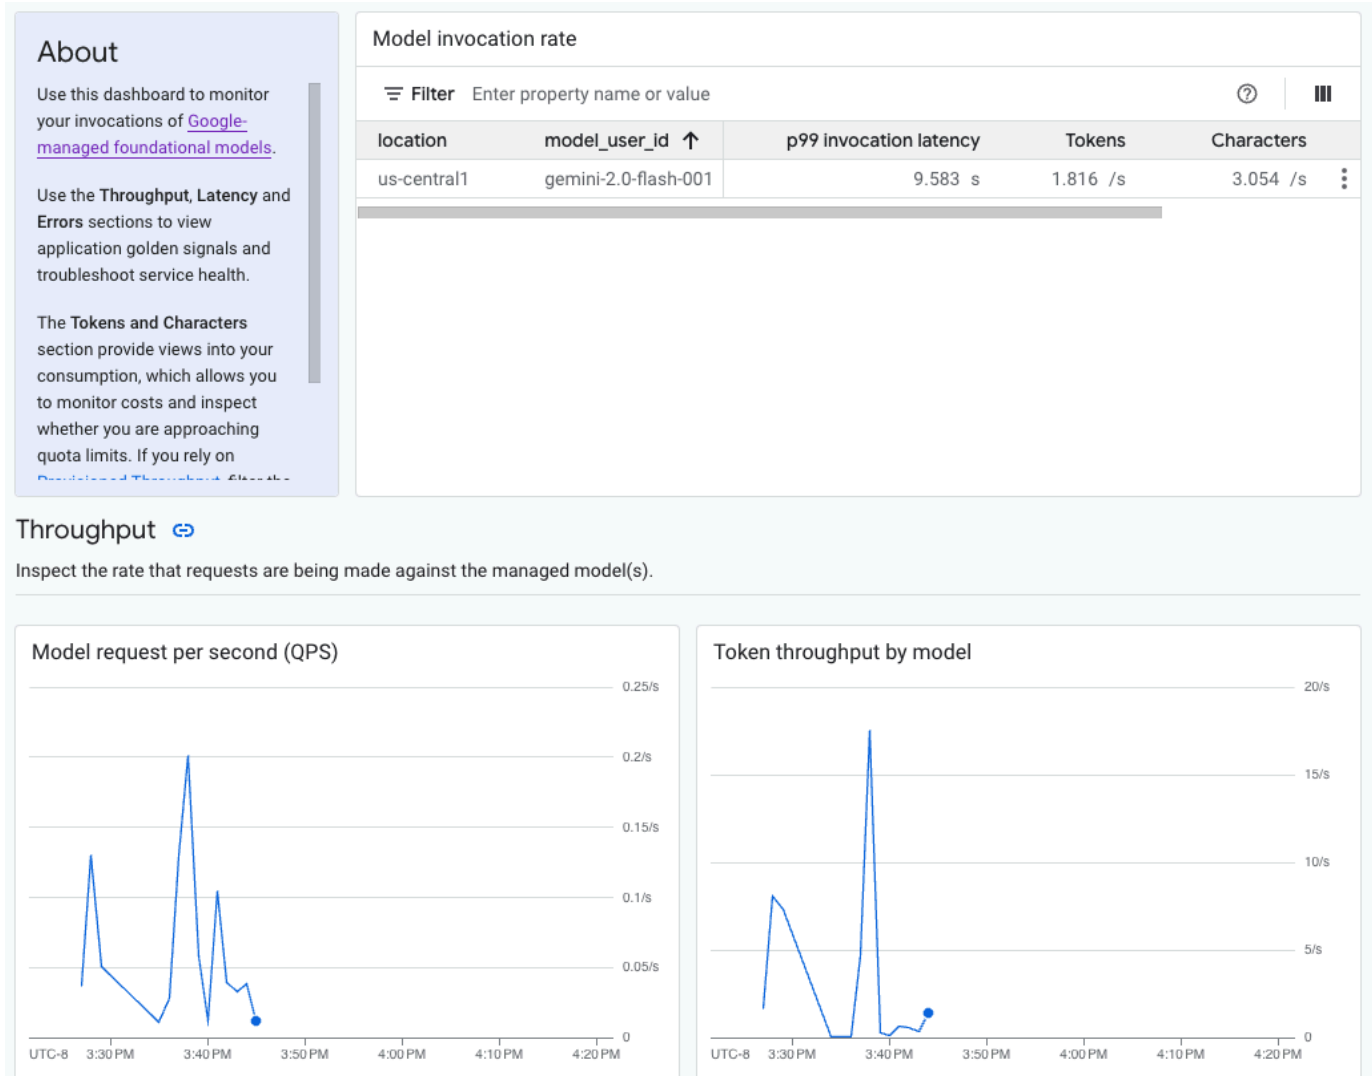 About
Use this dashboard to monitor
your invocations of Google-
managed foundational models.
Use the Throughput, Latency and
Errors sections to view
application golden signals and
troubleshoot service health.
The Tokens and Characters
section provide views into your
consumption, which allows you
to monitor costs and inspect
whether you are approaching
quota limits. If you rely on
Provisioned Throughput, filter the
Model invocation rate
Filter Enter property name or value
location model_user_id p99 invocation latency Tokens Characters
us-central1 gemini-2.0-flash-001 9.583 s 1.816 /s 3.054 /s
Throughput
Inspect the rate that requests are being made against the managed model(s).
Model request per second (QPS)
0.25/s
0.2/s
0.15/s
0.1/s
0.05/s
0
UTC-8 3:30 PM 3:40 PM 3:50 PM 4:00 PM 4:10 PM 4:20 PM
Token throughput by model
20/s
15/s
10/s
5/s
0
UTC-8 3:30 PM 3:40 PM 3:50 PM 4:00 PM 4:10 PM 4:20 PM